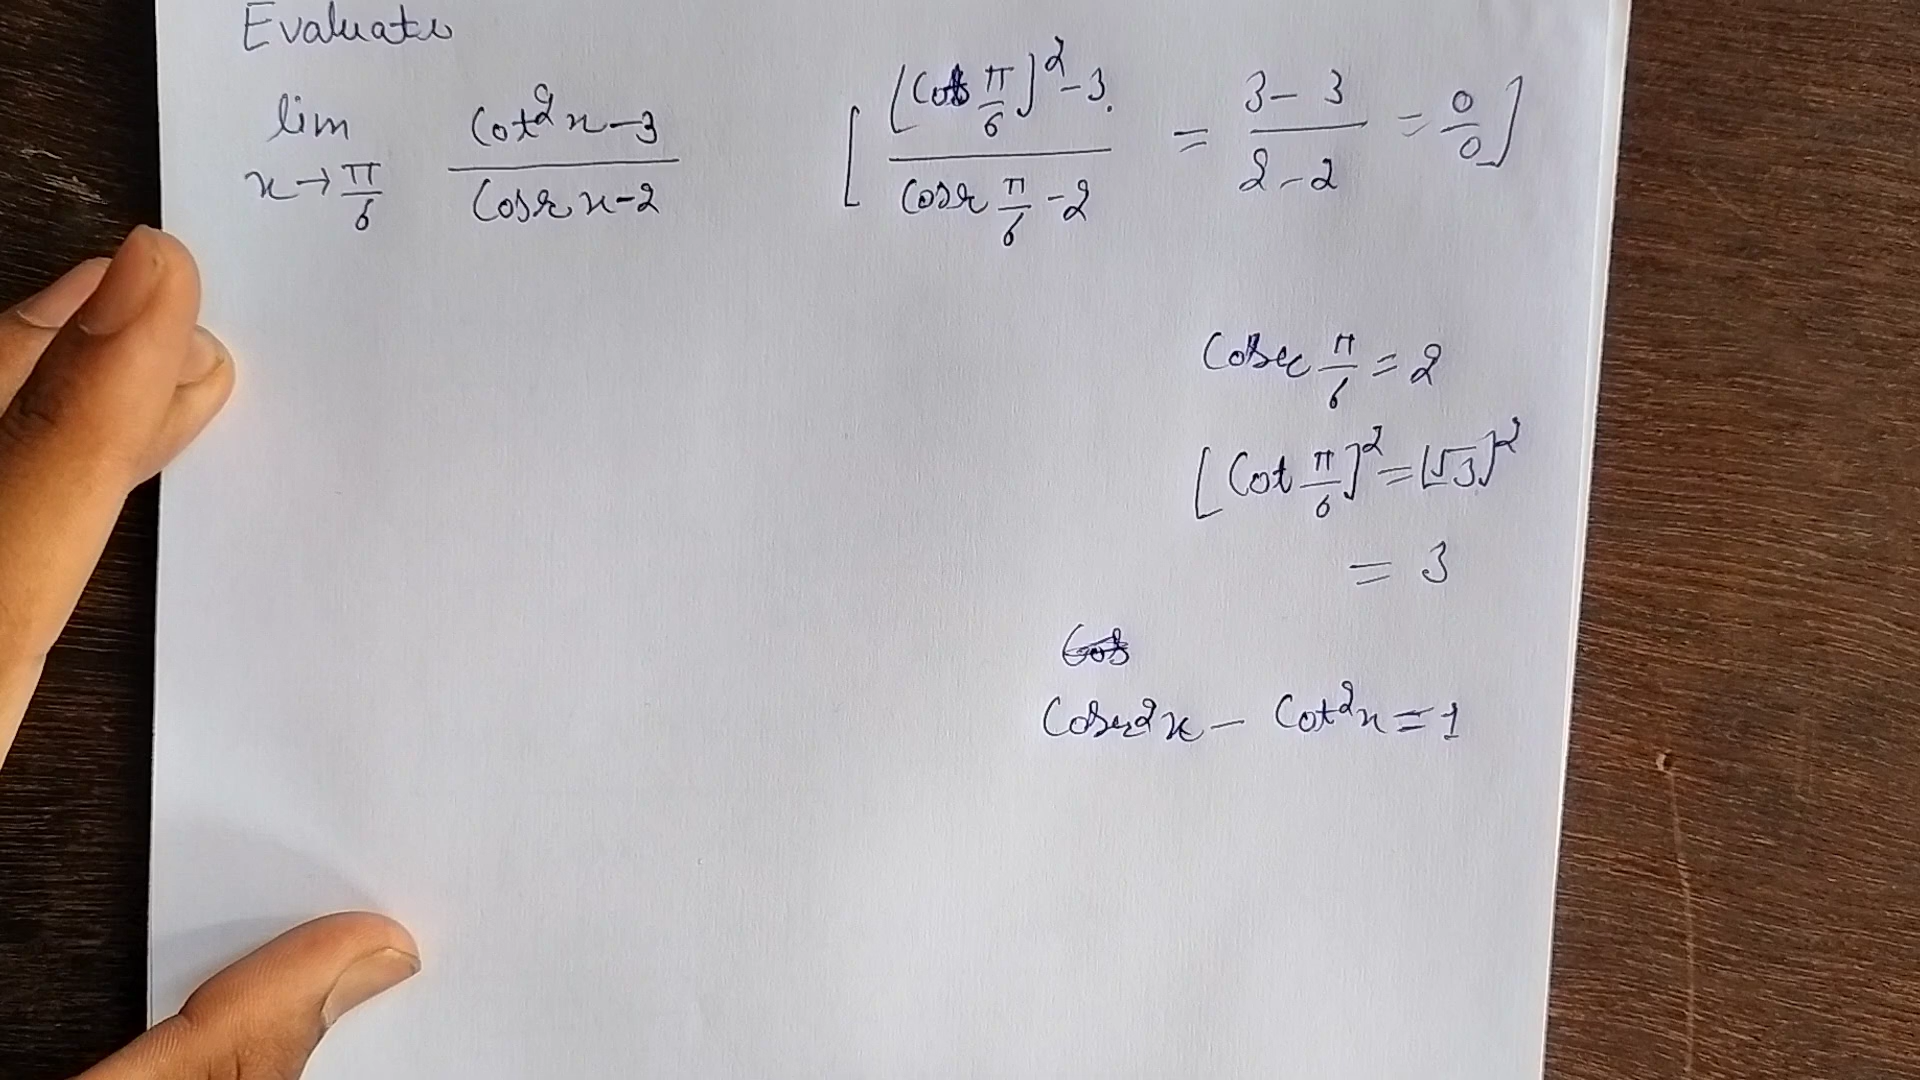 Evaluate
lim x→π/6 (Cot²x-3)/(Cosec x-2) [ ([Cot π/6]²-3)/(Cosec π/6 -2) = (3-3)/(2-2) = 0/0 ]
Cosec π/6 = 2
[Cot π/6]² = [√3]²
= 3
Cosec²x - Cot²x = 1